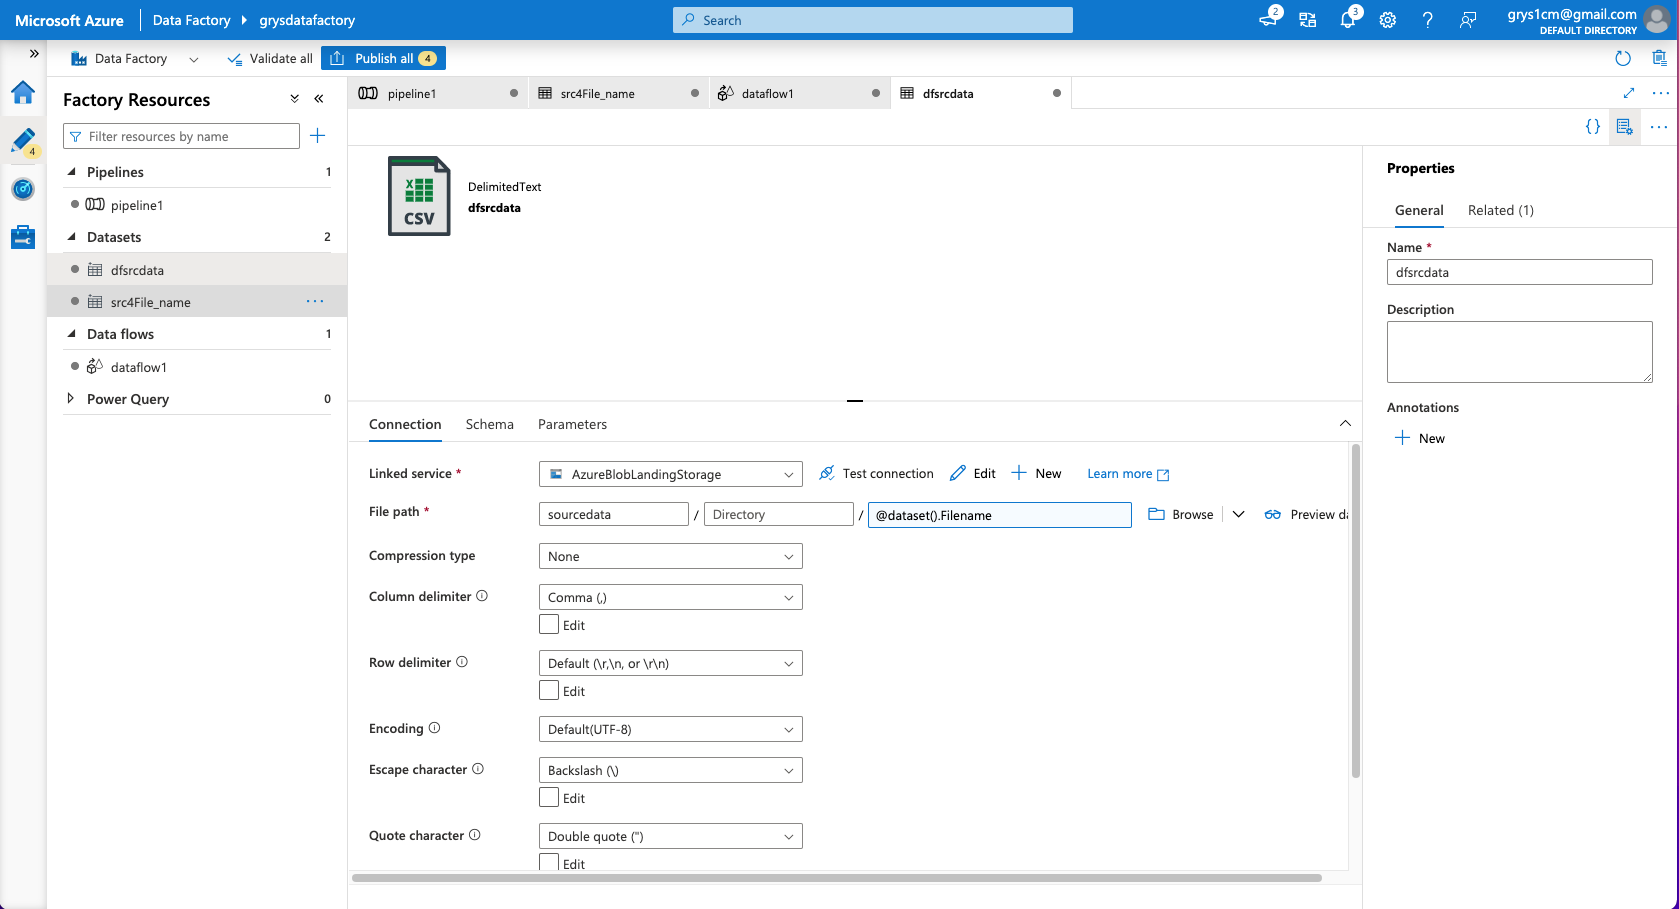 Microsoft Azure
Data Factory
grysdatafactory
Search
2
3
grys1cm@gmail.com
DEFAULT DIRECTORY
Data Factory
Validate all
Publish all 4
4
Factory Resources
Filter resources by name
Pipelines 1
pipeline1
Datasets 2
dfsrcdata
src4File_name
Data flows 1
dataflow1
Power Query 0
pipeline1
src4File_name
dataflow1
dfsrcdata
CSV
DelimitedText
dfsrcdata
Connection
Schema
Parameters
Linked service *
AzureBlobLandingStorage
Test connection
Edit
New
Learn more
File path *
sourcedata / Directory / @dataset().Filename
Browse
Preview da
Compression type
None
Column delimiter
Comma (,)
Edit
Row delimiter
Default (\r,\n, or \r\n)
Edit
Encoding
Default(UTF-8)
Escape character
Backslash (\)
Edit
Quote character
Double quote (")
Edit
Properties
General
Related (1)
Name *
dfsrcdata
Description
Annotations
New